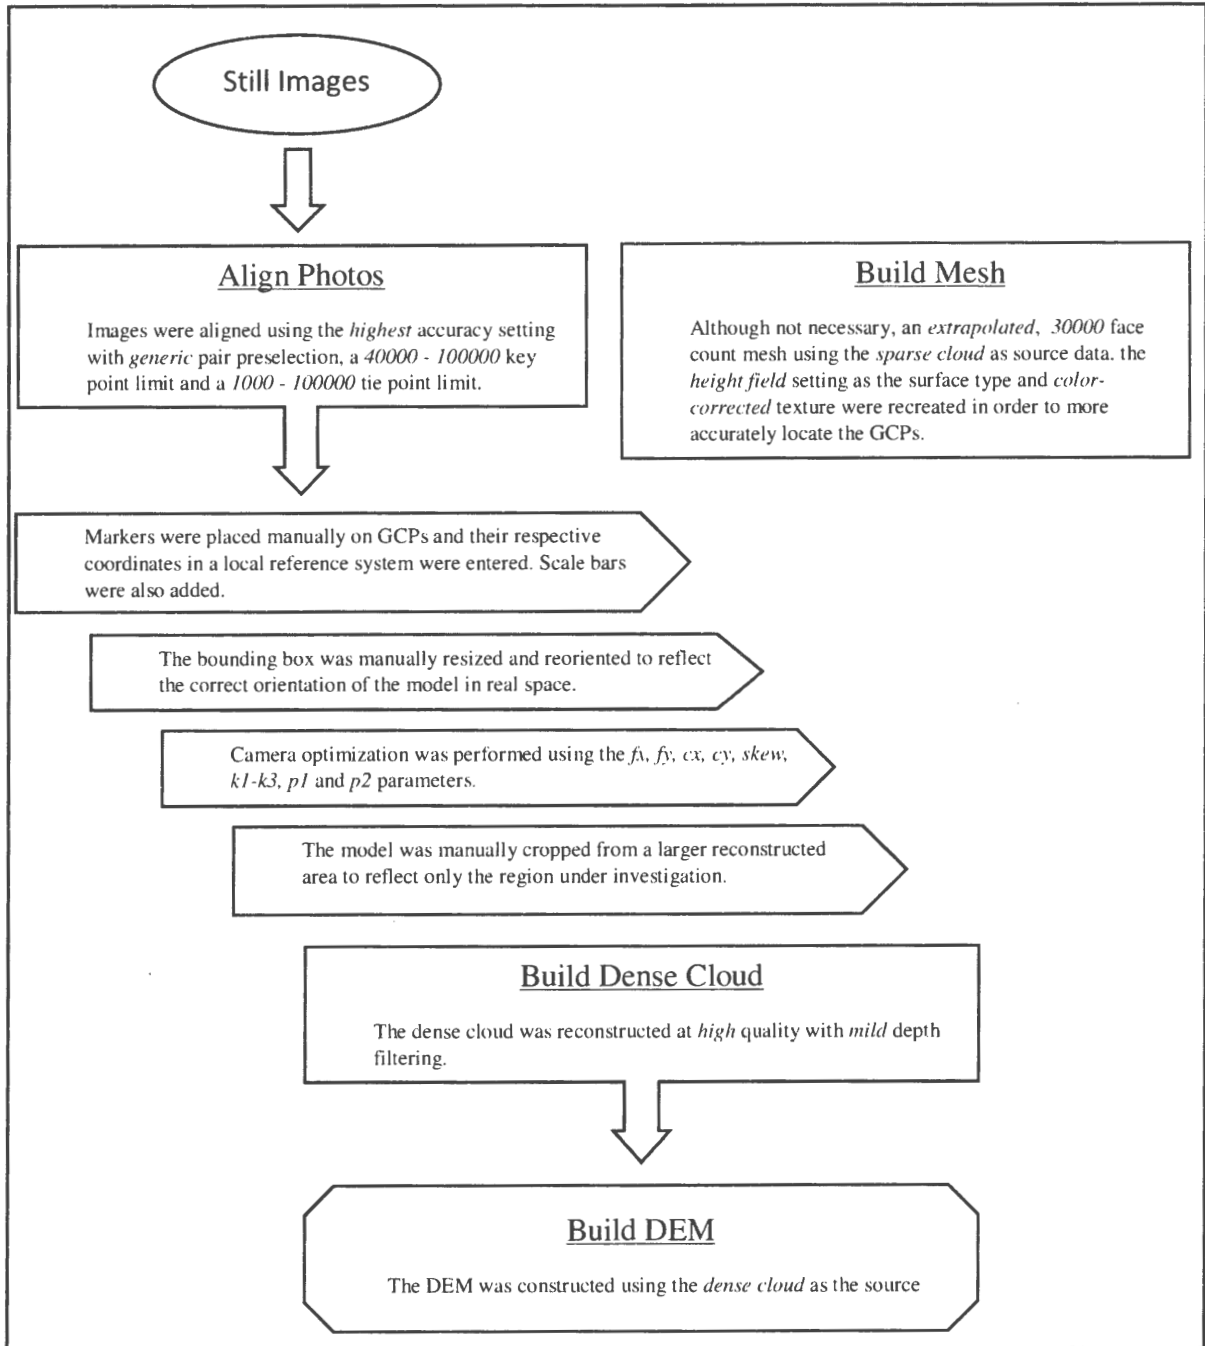 Still Images
Align Photos
Images were aligned using the highest accuracy setting
with generic pair preselection, a 40000 - 100000 key
point limit and a 1000 - 100000 tie point limit.
Build Mesh
Although not necessary, an extrapolated, 30000 face
count mesh using the sparse cloud as source data. the
height field setting as the surface type and color-
corrected texture were recreated in order to more
accurately locate the GCPs.
Markers were placed manually on GCPs and their respective
coordinates in a local reference system were entered. Scale bars
were also added.
The bounding box was manually resized and reoriented to reflect
the correct orientation of the model in real space.
Camera optimization was performed using the fx, fy, cx, cy, skew,
k1-k3, p1 and p2 parameters.
The model was manually cropped from a larger reconstructed
area to reflect only the region under investigation.
Build Dense Cloud
The dense cloud was reconstructed at high quality with mild depth
filtering.
Build DEM
The DEM was constructed using the dense cloud as the source